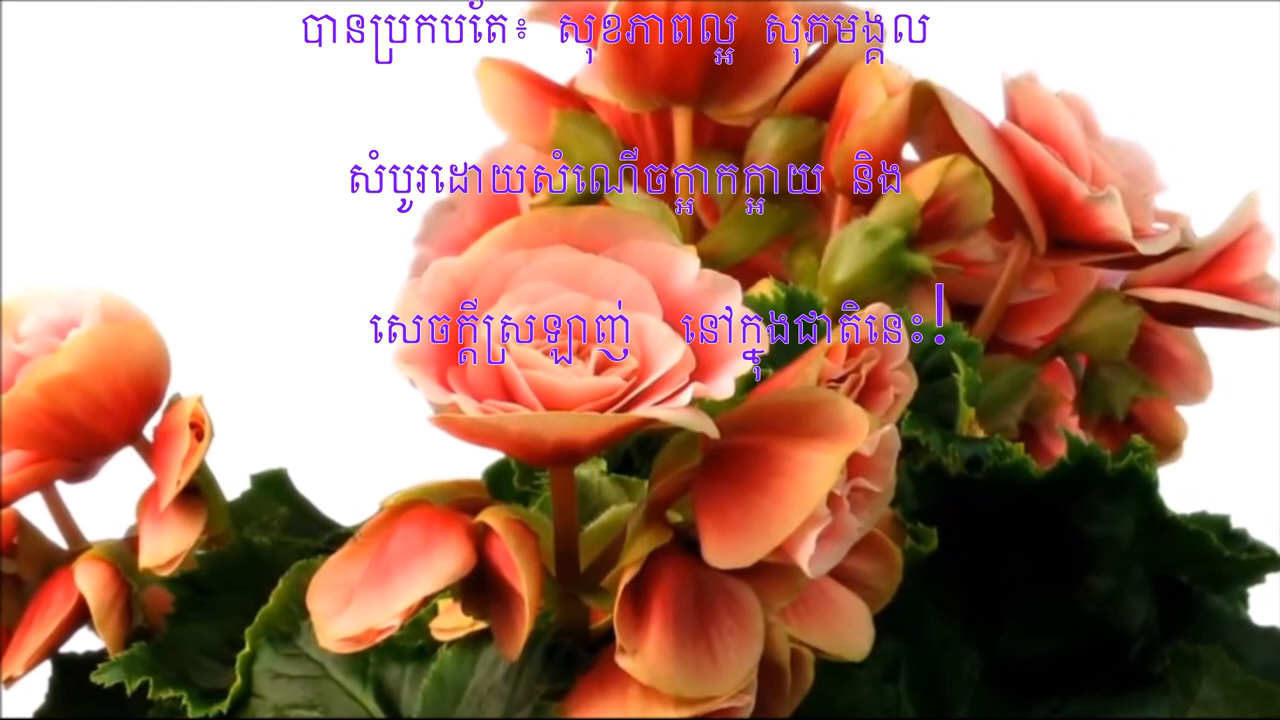 បានប្រកបតែ៖ សុខភាពល្អ សុភមង្គល
សំបូរដោយសំណើចក្អាកក្អាយ និង
សេចក្ដីស្រឡាញ់ នៅក្នុងជាតិនេះ!